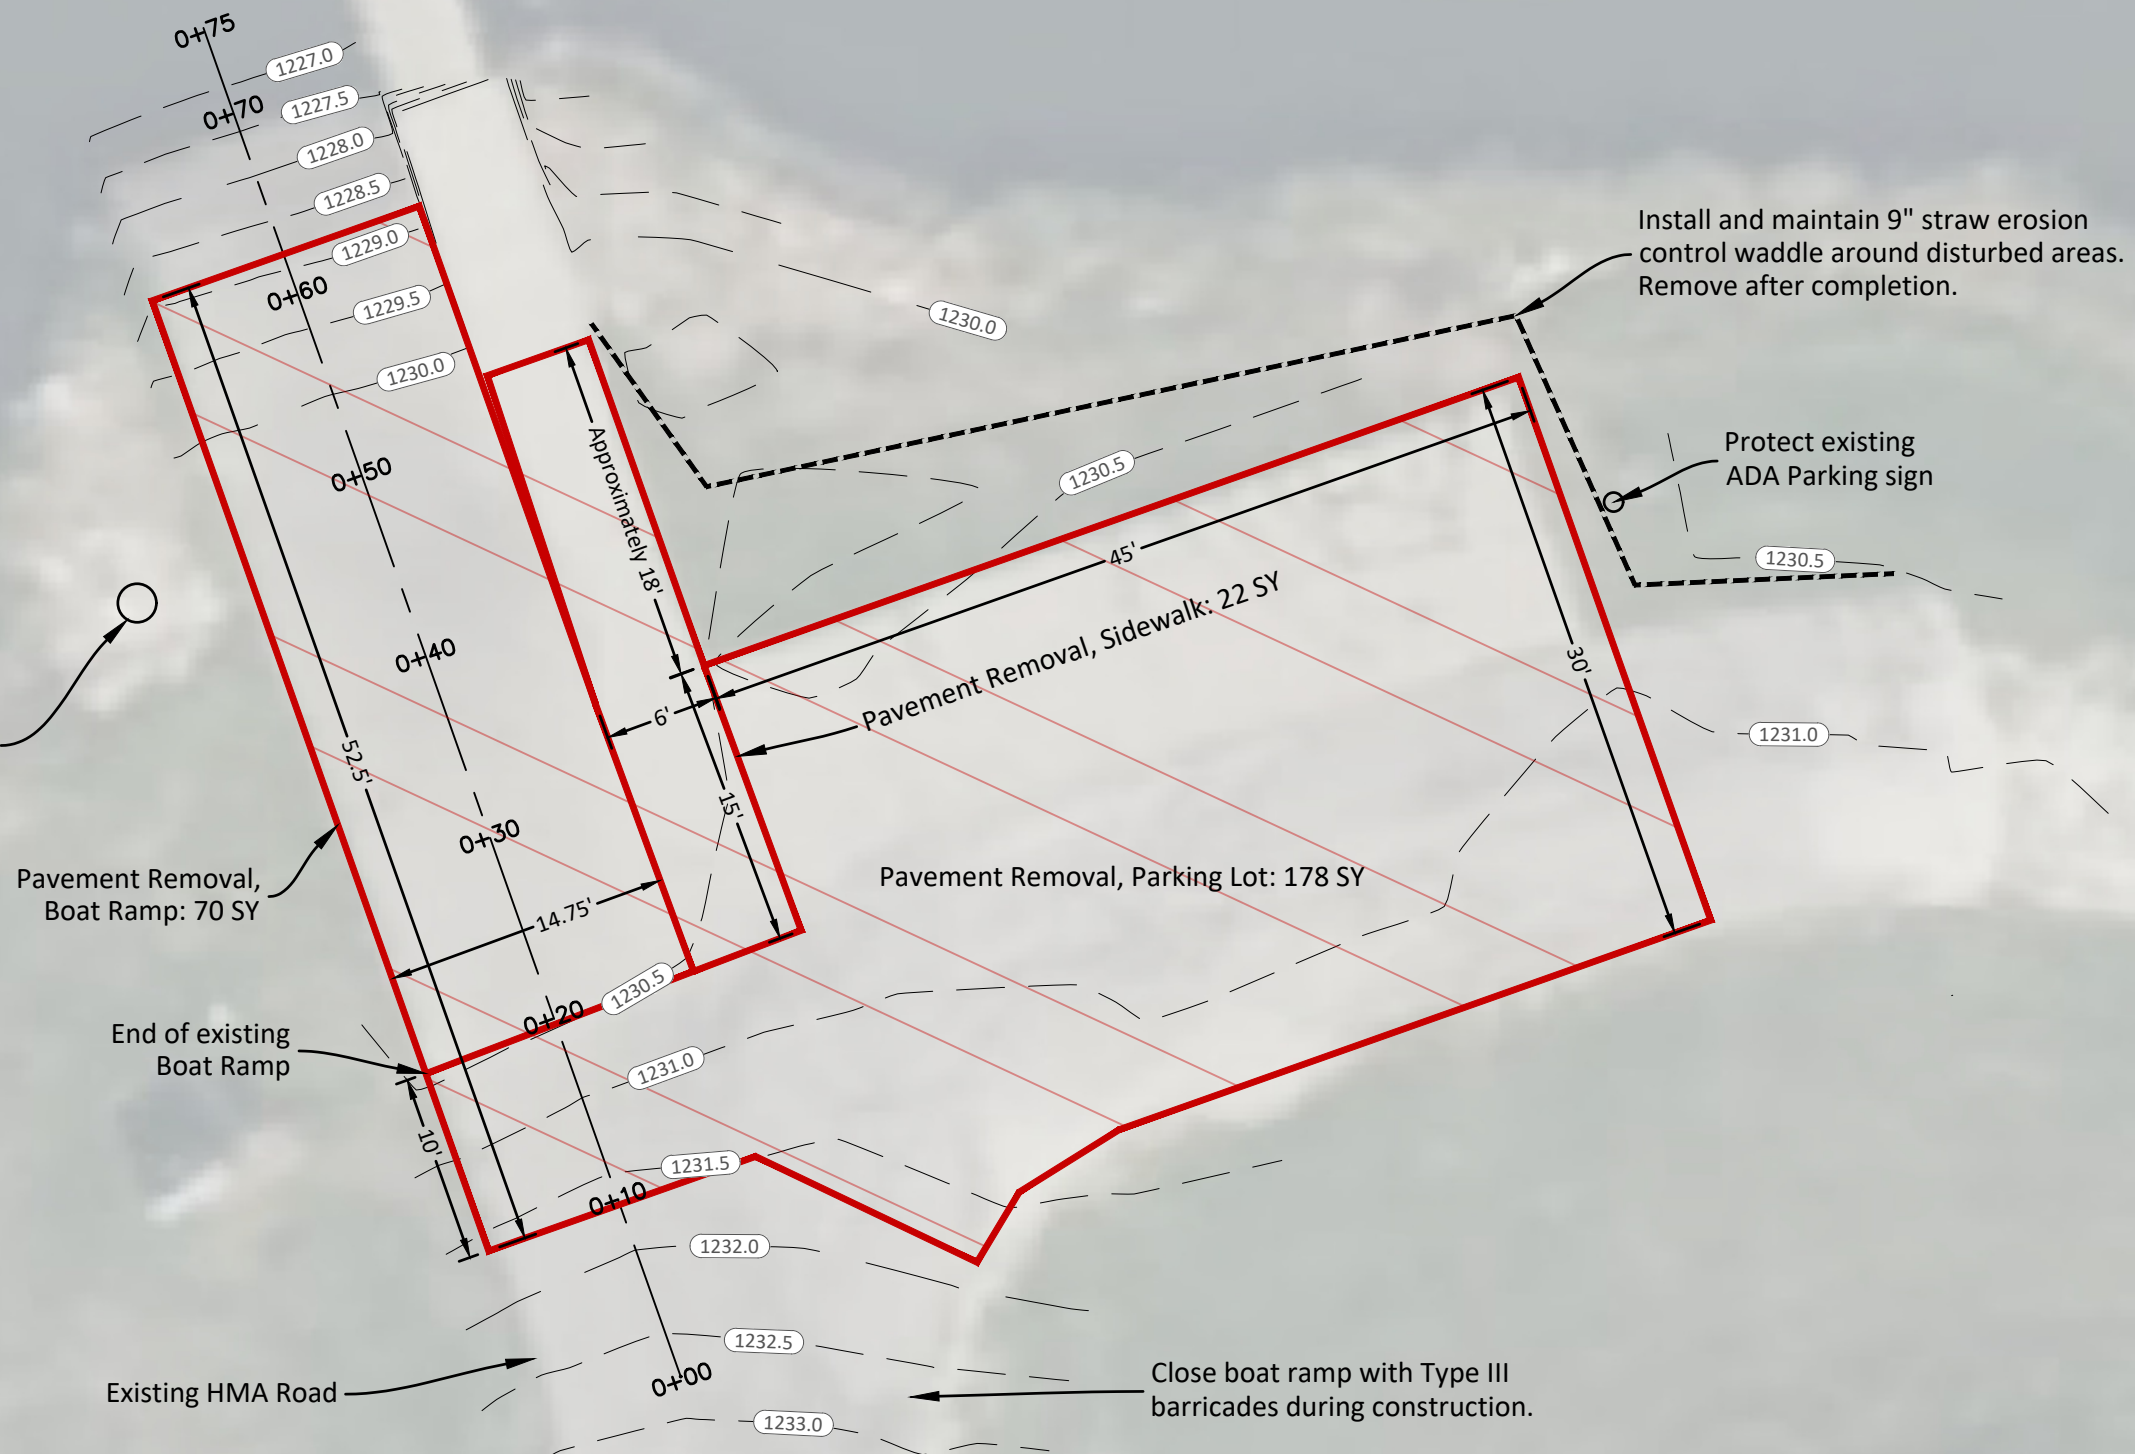 0+75
1227.0
0+70
1227.5
1228.0
1228.5
1229.0
0+60
1229.5
1230.0
0+50
0+40
0+30
0+20
0+10
0+00
Install and maintain 9" straw erosion
control waddle around disturbed areas.
Remove after completion.
1230.0
Protect existing
ADA Parking sign
1230.5
1230.5
Approximately 18'
45'
Pavement Removal, Sidewalk: 22 SY
30'
6'
15'
1231.0
52.5'
14.75'
Pavement Removal,
Boat Ramp: 70 SY
Pavement Removal, Parking Lot: 178 SY
1230.5
End of existing
Boat Ramp
1231.0
10'
1231.5
1232.0
1232.5
1233.0
Existing HMA Road
Close boat ramp with Type III
barricades during construction.